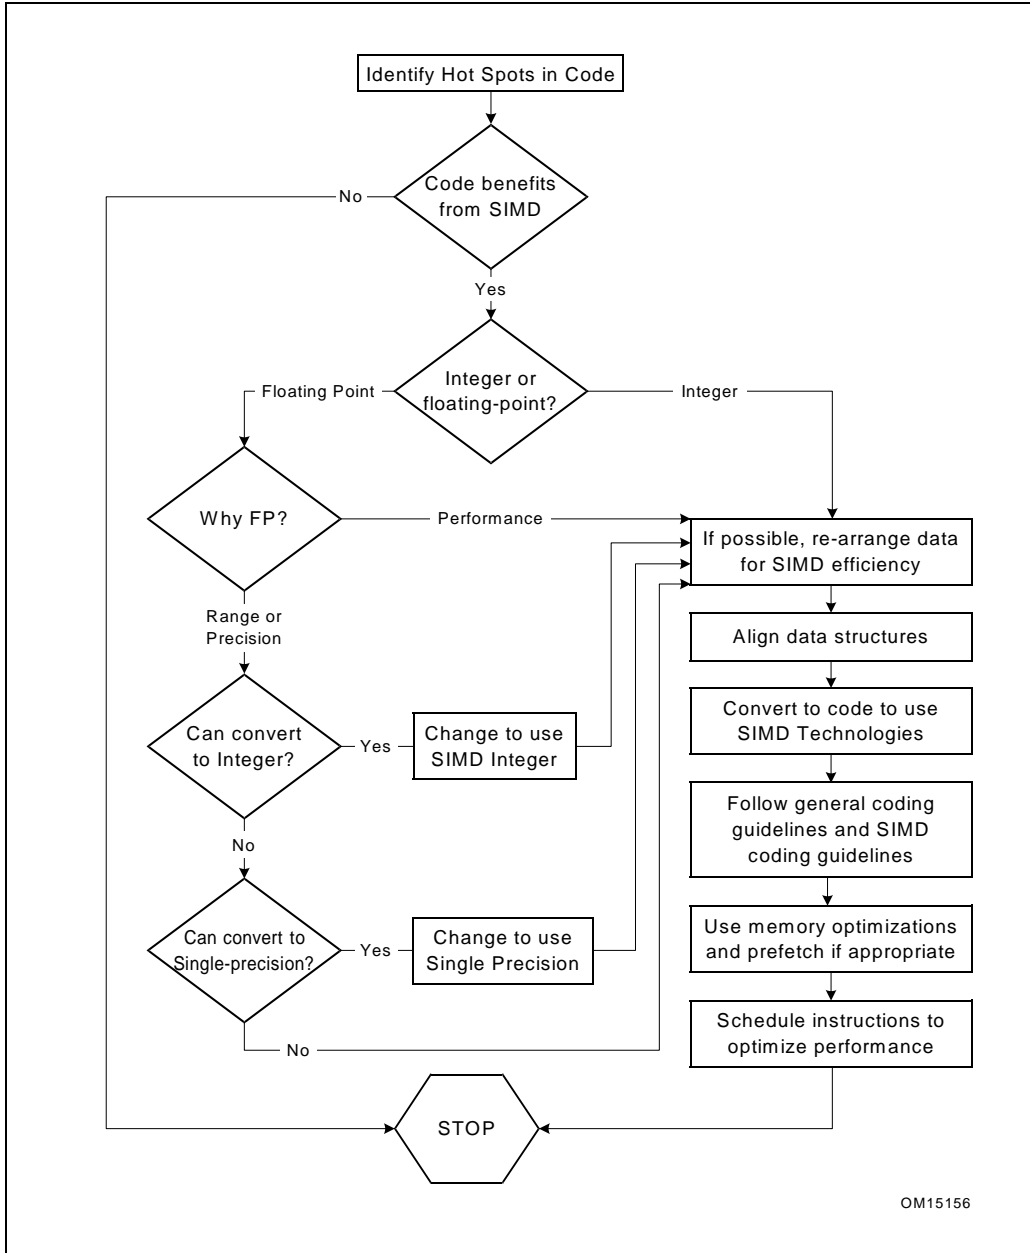 Identify Hot Spots in Code
Code benefits
from SIMD
No
Yes
Integer or
floating-point?
Floating Point
Integer
Why FP?
Performance
If possible, re-arrange data
for SIMD efficiency
Range or
Precision
Align data structures
Can convert
to Integer?
Yes
Change to use
SIMD Integer
Convert to code to use
SIMD Technologies
No
Follow general coding
guidelines and SIMD
coding guidelines
Can convert to
Single-precision?
Yes
Change to use
Single Precision
Use memory optimizations
and prefetch if appropriate
No
Schedule instructions to
optimize performance
STOP
OM15156